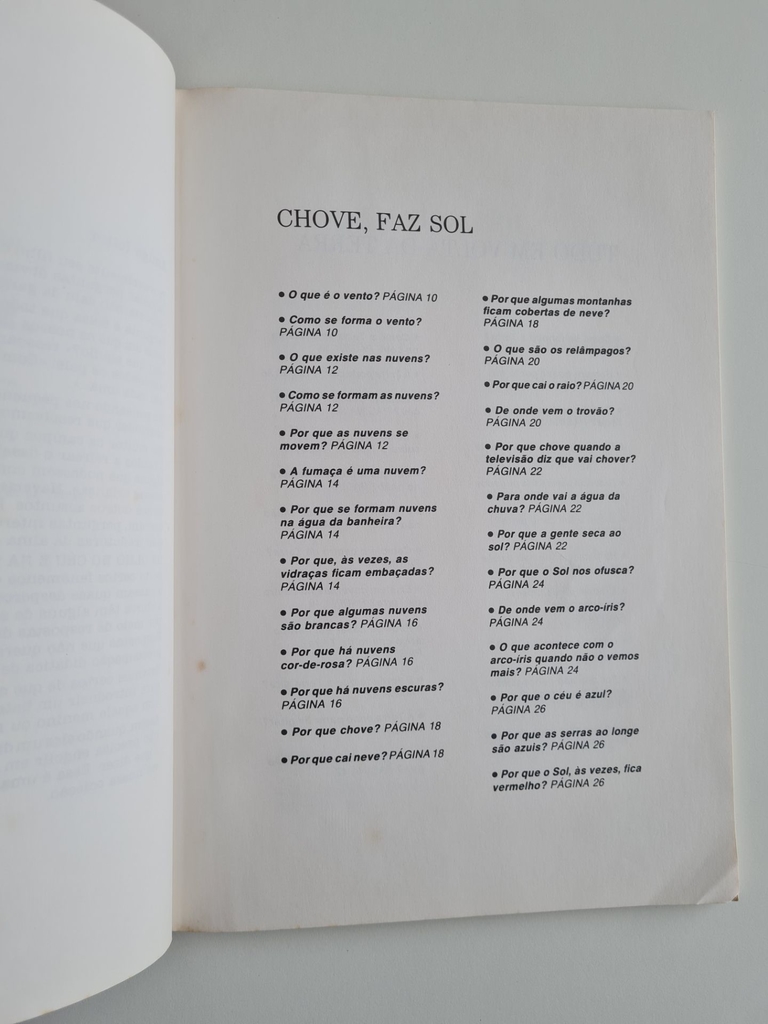 CHOVE, FAZ SOL
● O que é o vento? PÁGINA 10
● Como se forma o vento?
PÁGINA 10
● O que existe nas nuvens?
PÁGINA 12
● Como se formam as nuvens?
PÁGINA 12
● Por que as nuvens se
movem? PÁGINA 12
● A fumaça é uma nuvem?
PÁGINA 14
● Por que se formam nuvens
na água da banheira?
PÁGINA 14
● Por que, às vezes, as
vidraças ficam embaçadas?
PÁGINA 14
● Por que algumas nuvens
são brancas? PÁGINA 16
● Por que há nuvens
cor-de-rosa? PÁGINA 16
● Por que há nuvens escuras?
PÁGINA 16
● Por que chove? PÁGINA 18
● Por que cai neve? PÁGINA 18
● Por que algumas montanhas
ficam cobertas de neve?
PÁGINA 18
● O que são os relâmpagos?
PÁGINA 20
● Por que cai o raio? PÁGINA 20
● De onde vem o trovão?
PÁGINA 20
● Por que chove quando a
televisão diz que vai chover?
PÁGINA 22
● Para onde vai a água da
chuva? PÁGINA 22
● Por que a gente seca ao
sol? PÁGINA 22
● Por que o Sol nos ofusca?
PÁGINA 24
● De onde vem o arco-íris?
PÁGINA 24
● O que acontece com o
arco-íris quando não o vemos
mais? PÁGINA 24
● Por que o céu é azul?
PÁGINA 26
● Por que as serras ao longe
são azuis? PÁGINA 26
● Por que o Sol, às vezes, fica
vermelho? PÁGINA 26